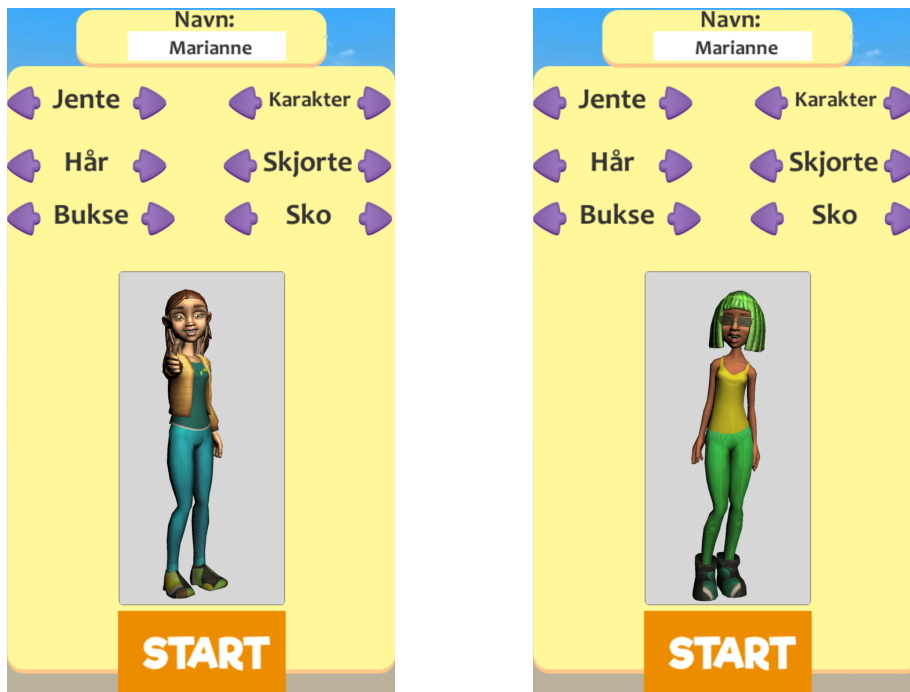 Navn:
Marianne
Jente
Karakter
Hår
Skjorte
Bukse
Sko
START
Navn:
Marianne
Jente
Karakter
Hår
Skjorte
Bukse
Sko
START